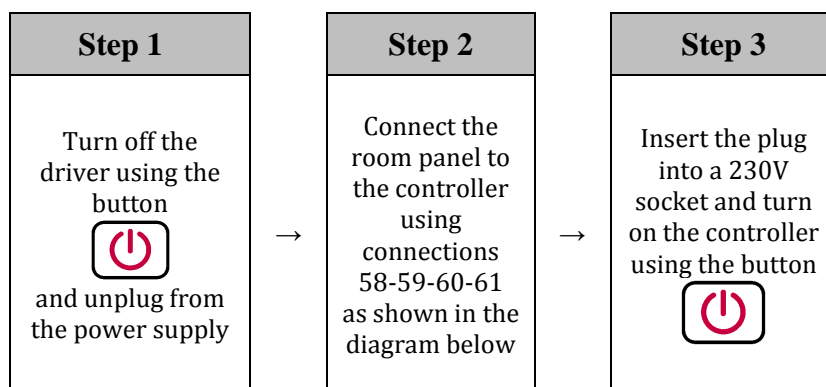 Step 1
Turn off the
driver using the
button
and unplug from
the power supply
→
Step 2
Connect the
room panel to
the controller
using
connections
58-59-60-61
as shown in the
diagram below
→
Step 3
Insert the plug
into a 230V
socket and turn
on the controller
using the button